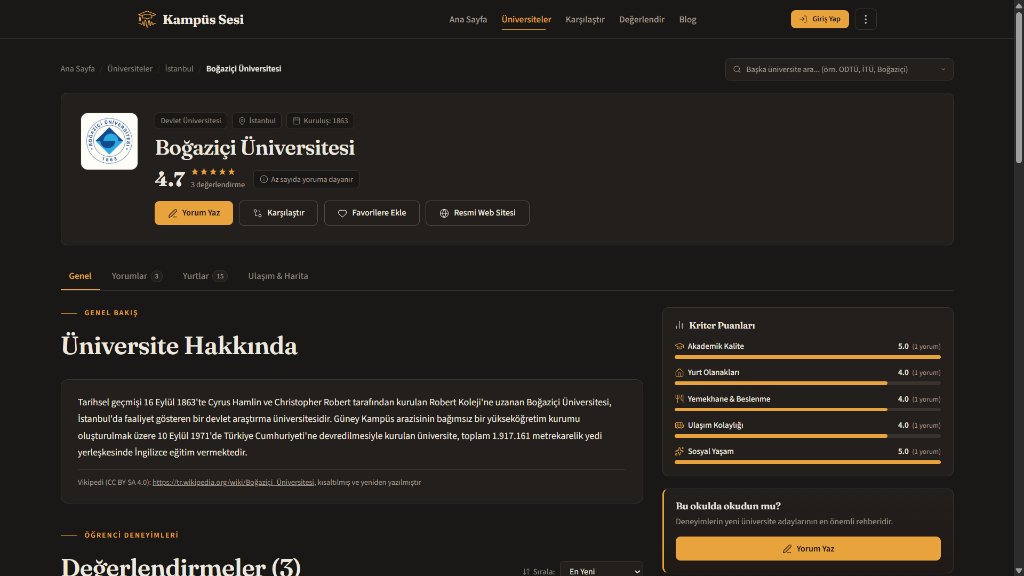 Kampüs Sesi
Ana Sayfa Üniversiteler Karşılaştır Değerlendir Blog
Giriş Yap
Ana Sayfa / Üniversiteler / İstanbul / Boğaziçi Üniversitesi
Başka üniversite ara... (örn. ODTÜ, İTÜ, Boğaziçi)
BOĞAZİÇİ ÜNİVERSİTESİ
1863
Devlet Üniversitesi İstanbul Kuruluş: 1863
Boğaziçi Üniversitesi
4.7 3 değerlendirme Az sayıda yoruma dayanır
Yorum Yaz Karşılaştır Favorilere Ekle Resmi Web Sitesi
Genel Yorumlar 3 Yurtlar 15 Ulaşım & Harita
GENEL BAKIŞ
Üniversite Hakkında
Tarihsel geçmişi 16 Eylül 1863'te Cyrus Hamlin ve Christopher Robert tarafından kurulan Robert Koleji'ne uzanan Boğaziçi Üniversitesi,
İstanbul'da faaliyet gösteren bir devlet araştırma üniversitesidir. Güney Kampüs arazisinin bağımsız bir yükseköğretim kurumu
oluşturulmak üzere 10 Eylül 1971'de Türkiye Cumhuriyeti'ne devredilmesiyle kurulan üniversite, toplam 1.917.161 metrekarelik yedi
yerleşkesinde İngilizce eğitim vermektedir.
Vikipedi (CC BY SA 4.0): https://tr.wikipedia.org/wiki/Boğaziçi_Üniversitesi, kısaltılmış ve yeniden yazılmıştır
ÖĞRENCİ DENEYİMLERİ
Değerlendirmeler (3)
Sırala: En Yeni
Kriter Puanları
Akademik Kalite 5.0 (1 yorum)
Yurt Olanakları 4.0 (1 yorum)
Yemekhane & Beslenme 4.0 (1 yorum)
Ulaşım Kolaylığı 4.0 (1 yorum)
Sosyal Yaşam 5.0 (1 yorum)
Bu okulda okudun mu?
Deneyimlerin yeni üniversite adaylarının en önemli rehberidir.
Yorum Yaz